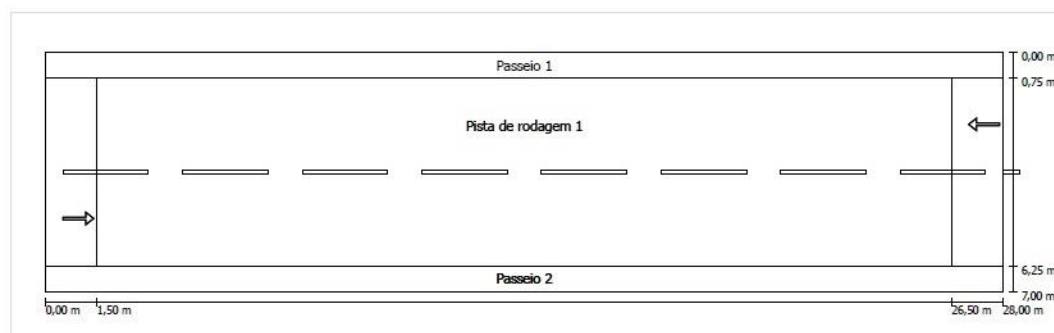 Passeio 1
0,00 m
0,75 m
Pista de rodagem 1
Passeio 2
6,25 m
7,00 m
0,00 m
1,50 m
26,50 m
28,00 m